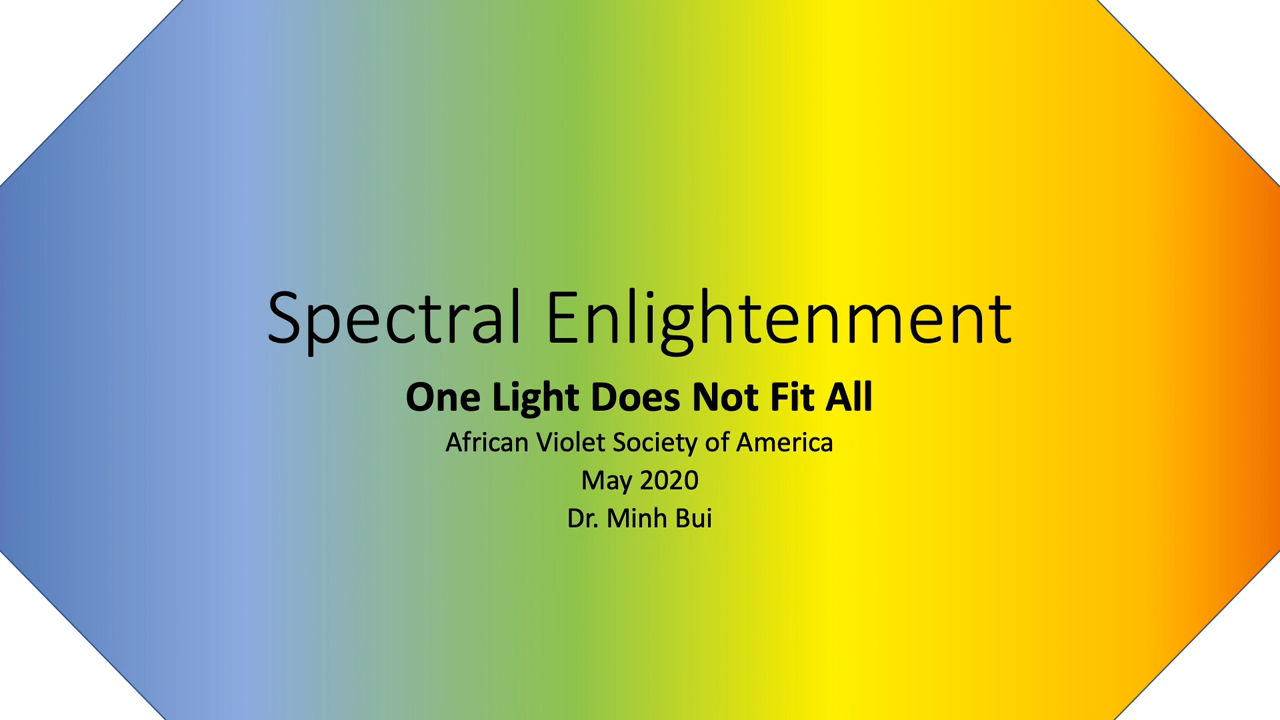 Spectral Enlightenment
One Light Does Not Fit All
African Violet Society of America
May 2020
Dr. Minh Bui